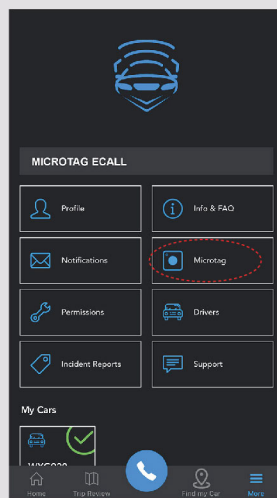 MICROTAG ECALL
Profile
Info & FAQ
Notifications
Microtag
Permissions
Drivers
Incident Reports
Support
My Cars
Home
Trip Review
Find my Car
More